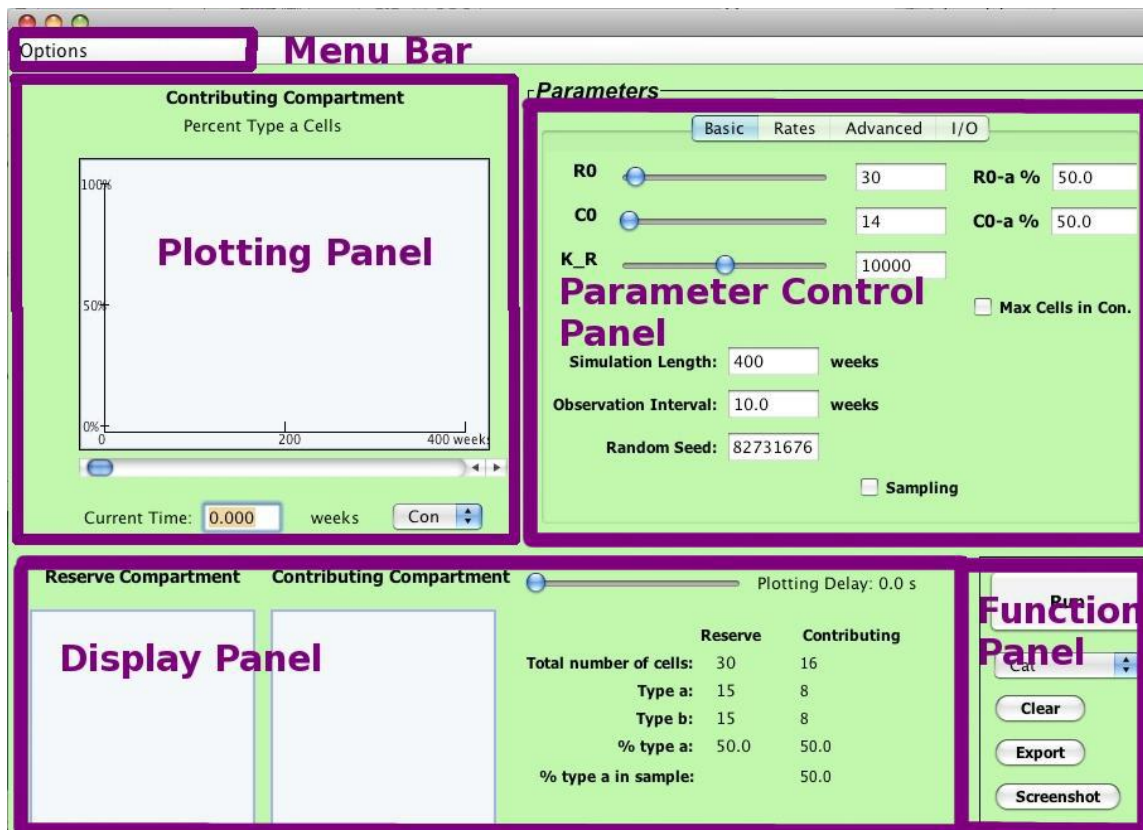 Options
Menu Bar
Contributing Compartment
Percent Type a Cells
100%
50%
0%
0
200
400 weeks
Plotting Panel
Current Time: 0.000 weeks Con
Parameters
Basic Rates Advanced I/O
R0 30 R0-a % 50.0
C0 14 C0-a % 50.0
K_R 10000
Parameter Control
Panel
Max Cells in Con.
Simulation Length: 400 weeks
Observation Interval: 10.0 weeks
Random Seed: 82731676
Sampling
Reserve Compartment Contributing Compartment Plotting Delay: 0.0 s
Display Panel
Reserve Contributing
Total number of cells: 30 16
Type a: 15 8
Type b: 15 8
% type a: 50.0 50.0
% type a in sample: 50.0
Run
Function
Panel
Cat
Clear
Export
Screenshot